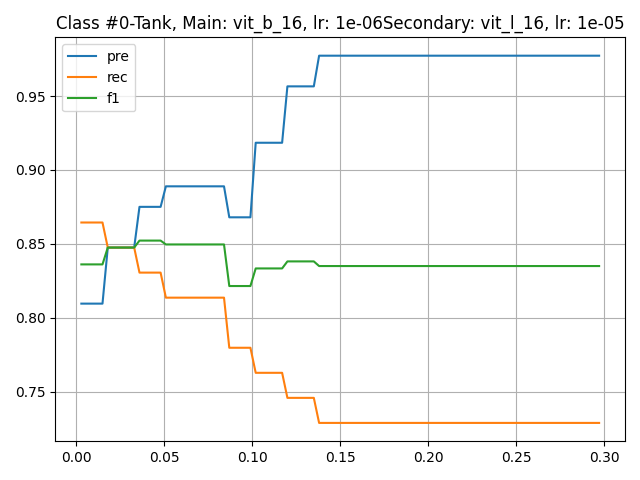 Class #0-Tank, Main: vit_b_16, lr: 1e-06Secondary: vit_l_16, lr: 1e-05
pre
rec
f1
0.95
0.90
0.85
0.80
0.75
0.00 0.05 0.10 0.15 0.20 0.25 0.30